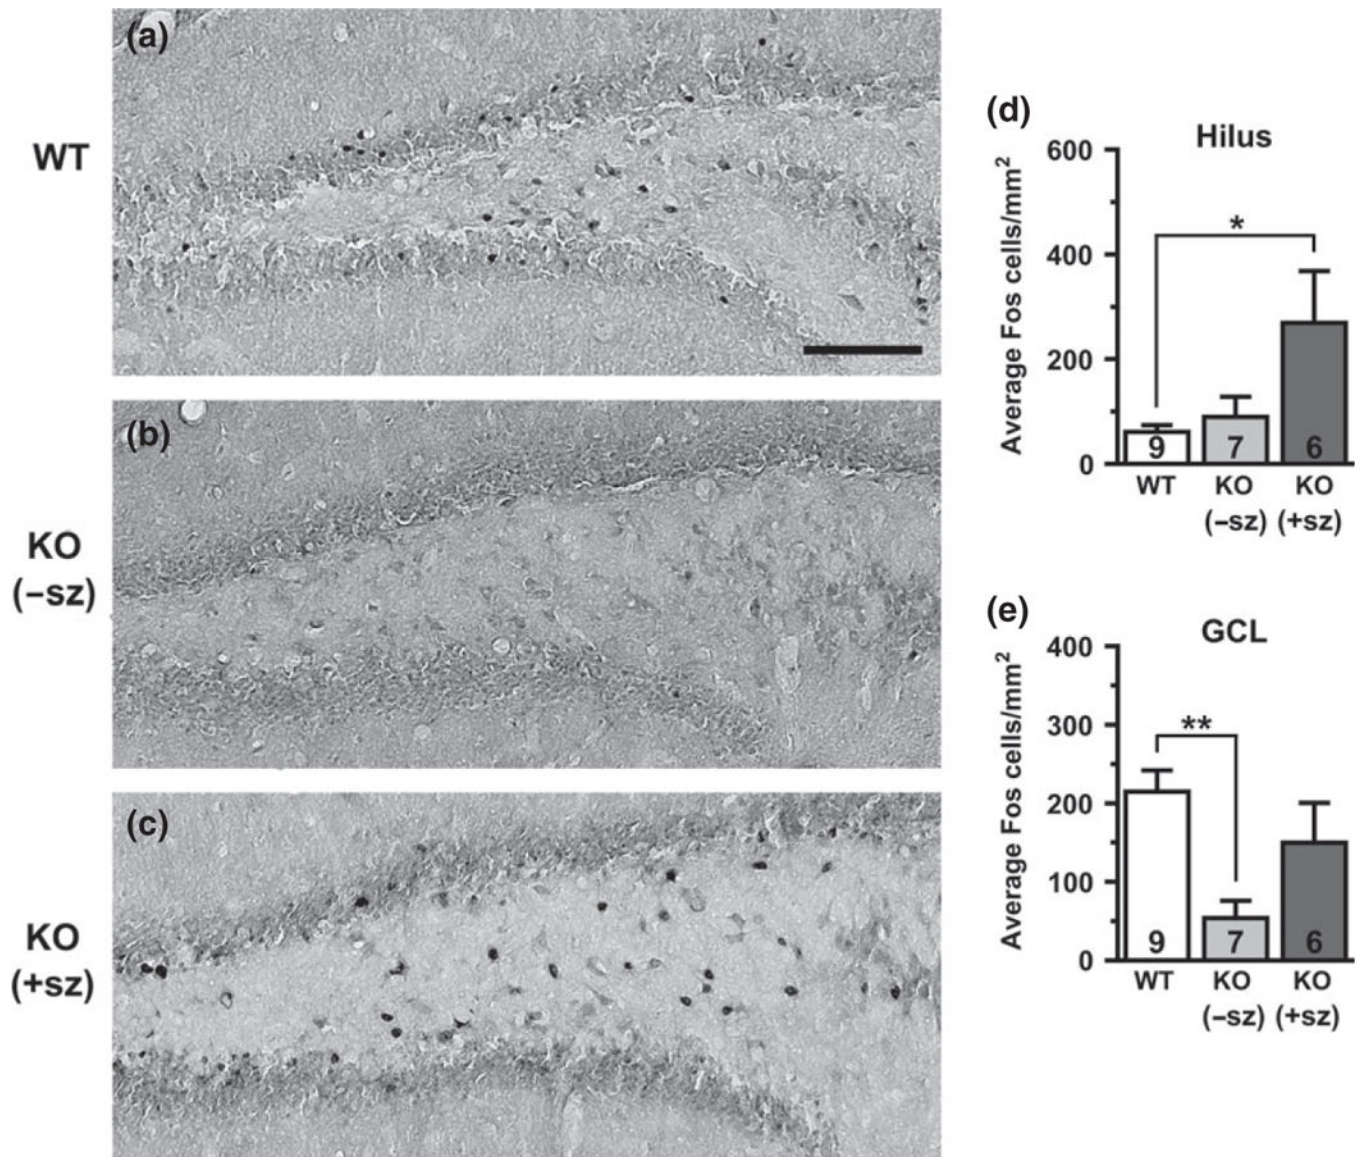 (a)
WT
(b)
KO
(–sz)
(c)
KO
(+sz)
(d)
Hilus
Average Fos cells/mm²
600
400
200
0
*
9
7
6
WT
KO
KO
(–sz)
(+sz)
(e)
GCL
Average Fos cells/mm²
400
300
200
100
0
**
9
7
6
WT
KO
KO
(–sz)
(+sz)